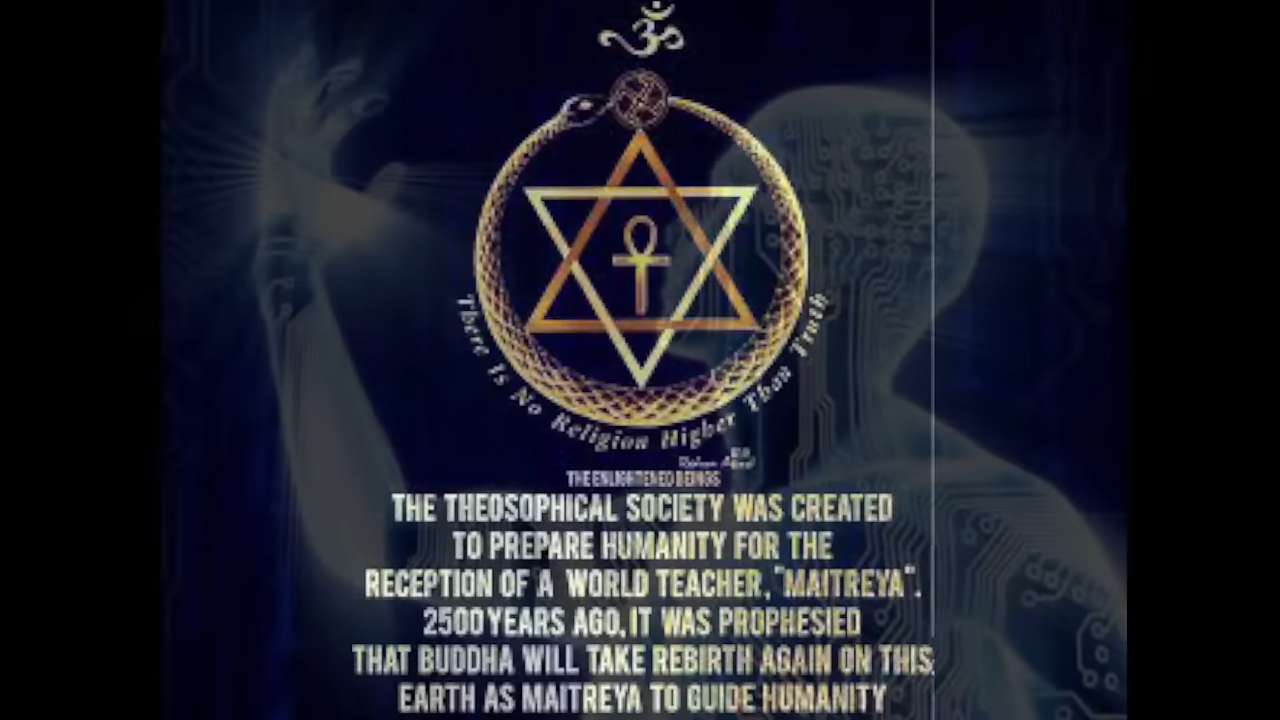 ॐ
There Is No Religion Higher Than Truth
THE ENLIGHTENED BEINGS
THE THEOSOPHICAL SOCIETY WAS CREATED
TO PREPARE HUMANITY FOR THE
RECEPTION OF A WORLD TEACHER, "MAITREYA".
2500 YEARS AGO, IT WAS PROPHESIED
THAT BUDDHA WILL TAKE REBIRTH AGAIN ON THIS
EARTH AS MAITREYA TO GUIDE HUMANITY